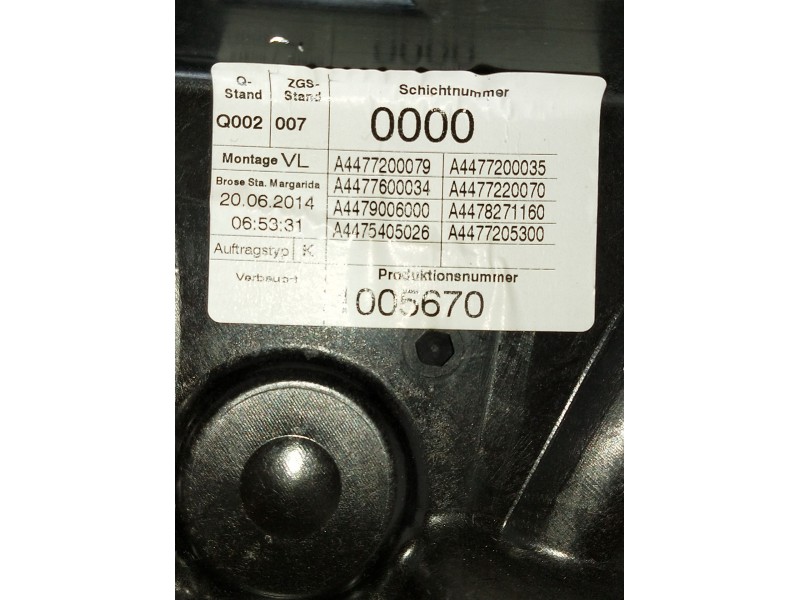 Q-Stand
ZGS-Stand
Schichtnummer
Q002
007
0000
Montage VL
A4477200079
A4477200035
Brose Sta. Margarida
A4477600034
A4477220070
20.06.2014
A4479006000
A4478271160
06:53:31
A4475405026
A4477205300
Auftragstyp
K
Verbauort
Produktionsnummer
005670